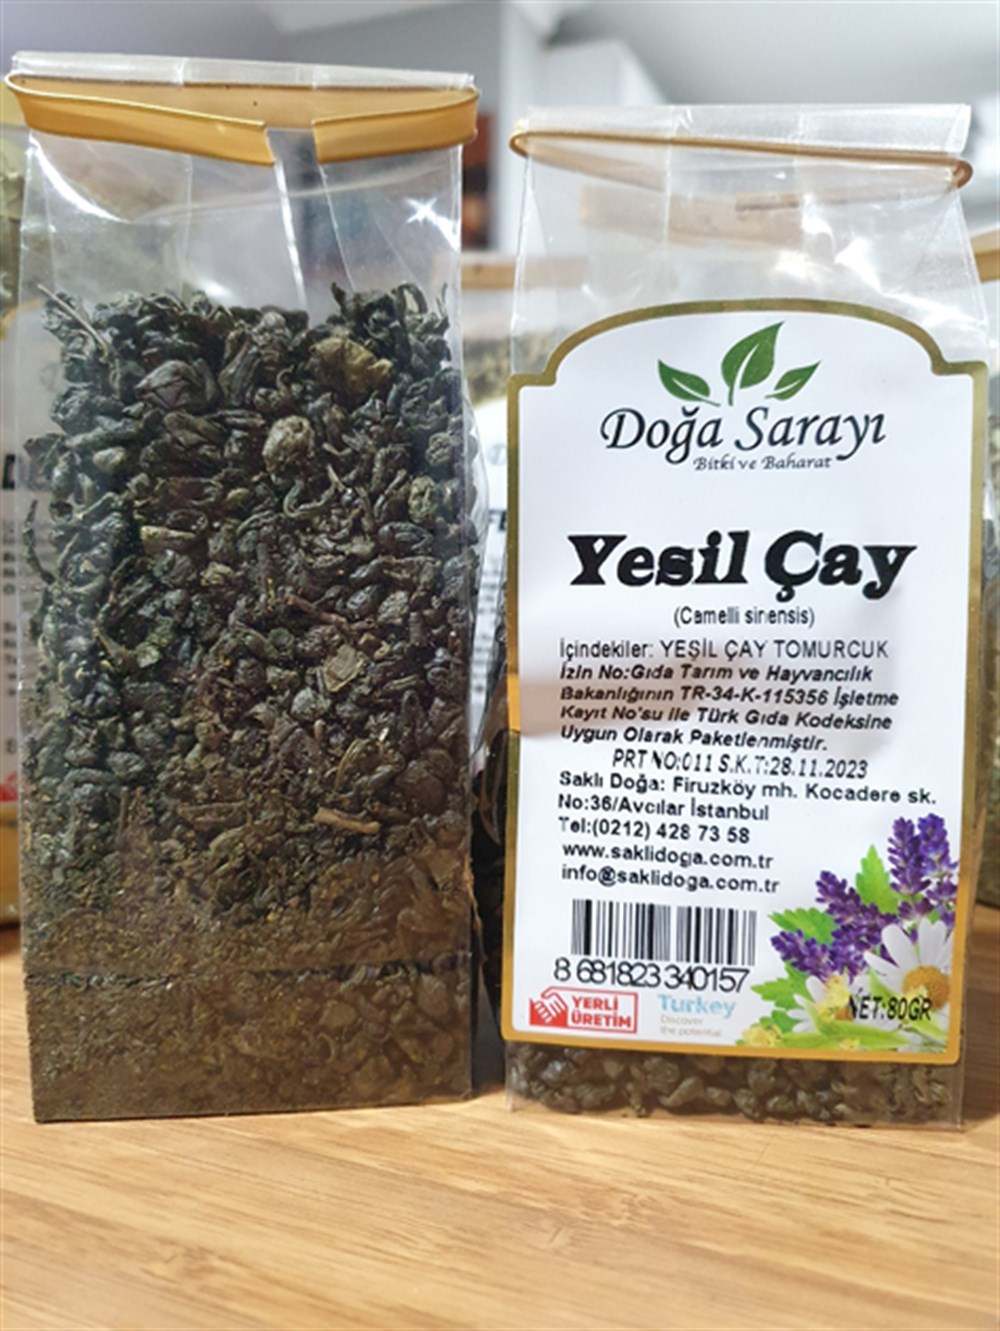 Doğa Sarayı
Bitki ve Baharat
Yesil Çay
(Camelli sinensis)
İçindekiler: YEŞİL ÇAY TOMURCUK
İzin No:Gıda Tarım ve Hayvancılık
Bakanlığının TR-34-K-115356 İşletme
Kayıt No'su ile Türk Gıda Kodeksine
Uygun Olarak Paketlenmiştir.
PRT NO:011 S.K.T:28.11.2023
Saklı Doğa: Firuzköy mh. Kocadere sk.
No:36/Avcılar İstanbul
Tel:(0212) 428 73 58
www.saklidoga.com.tr
info@saklidoga.com.tr
8 681823 340157
YERLİ
ÜRETİM
Turkey
Discover
the potential
NET:80GR